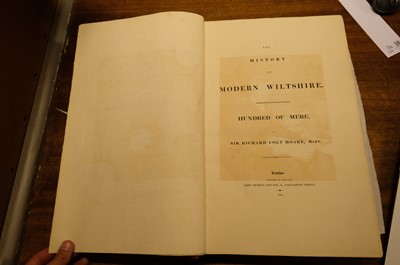 THE
HISTORY
OF
MODERN WILTSHIRE.
HUNDRED OF MERE,
BY
SIR RICHARD COLT HOARE, BART.
London: